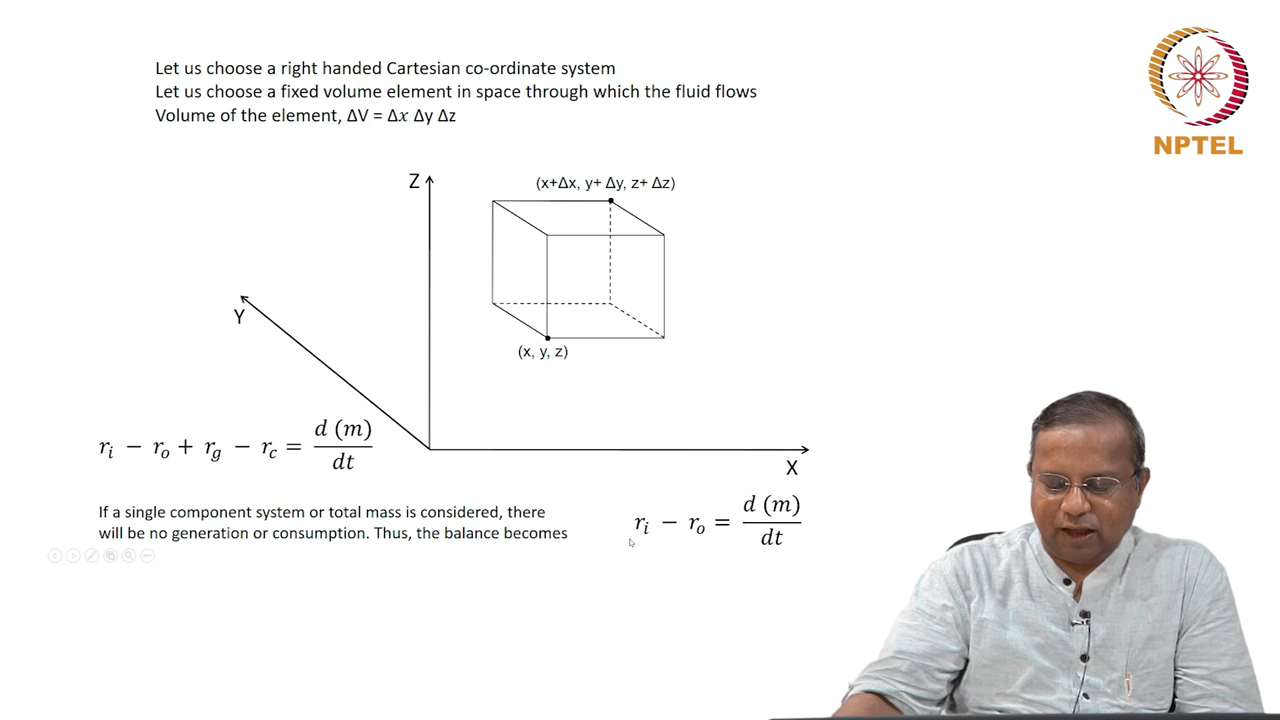 Let us choose a right handed Cartesian co-ordinate system
Let us choose a fixed volume element in space through which the fluid flows
Volume of the element, ΔV = Δx Δy Δz
NPTEL
Z
(x+Δx, y+ Δy, z+ Δz)
Y
(x, y, z)
r_i − r_o + r_g − r_c = d (m)/dt
X
If a single component system or total mass is considered, there
will be no generation or consumption. Thus, the balance becomes
r_i − r_o = d (m)/dt